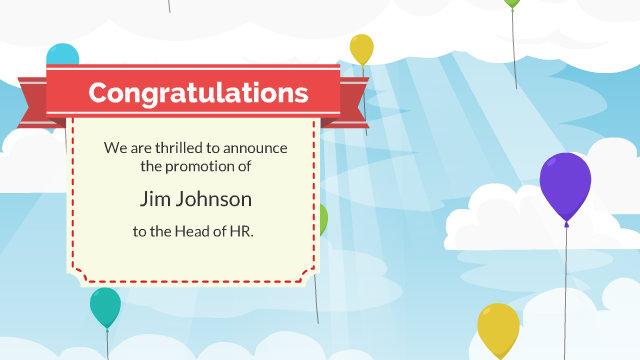 Congratulations
We are thrilled to announce
the promotion of
Jim Johnson
to the Head of HR.